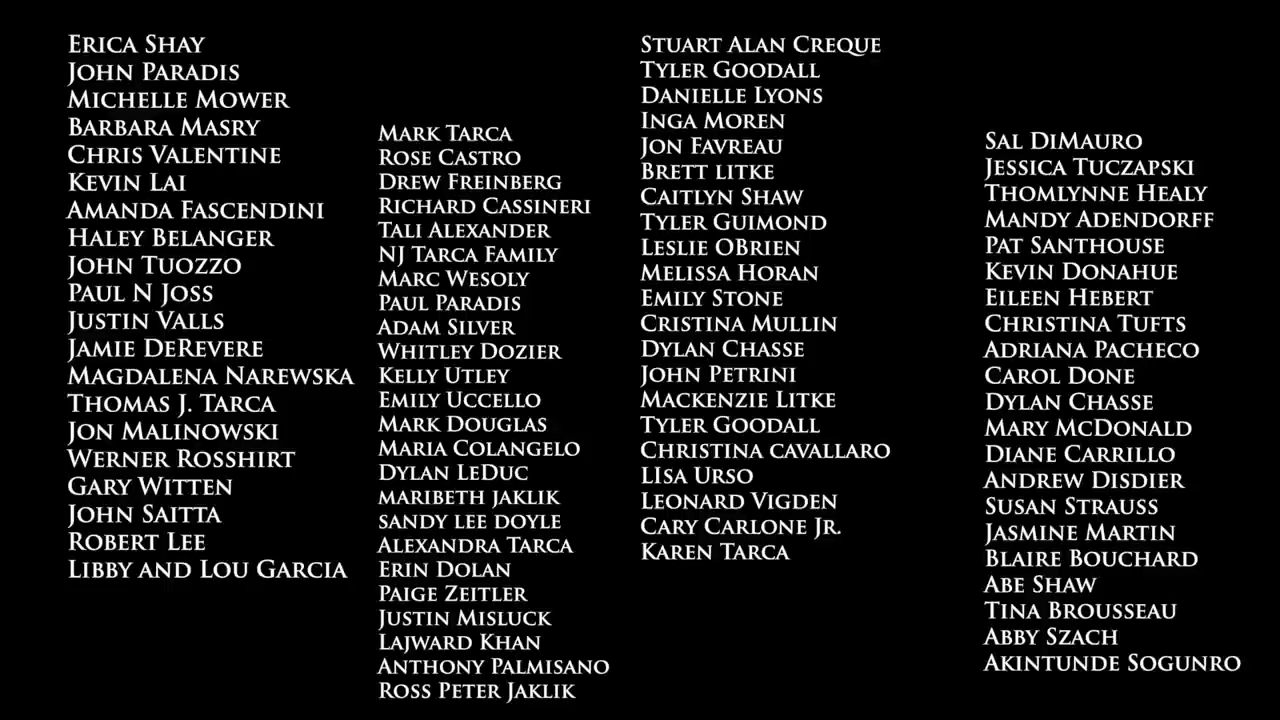 Erica Shay
John Paradis
Michelle Mower
Barbara Masry
Chris Valentine
Kevin Lai
Amanda Fascendini
Haley Belanger
John Tuozzo
Paul N Joss
Justin Valls
Jamie DeRevere
Magdalena Narewska
Thomas J. Tarca
Jon Malinowski
Werner Rosshirt
Gary Witten
John Saitta
Robert Lee
Libby and Lou Garcia
Mark Tarca
Rose Castro
Drew Freinberg
Richard Cassineri
Tali Alexander
NJ Tarca Family
Marc Wesoly
Paul Paradis
Adam Silver
Whitley Dozier
Kelly Utley
Emily Uccello
Mark Douglas
Maria Colangelo
Dylan LeDuc
maribeth jaklik
sandy lee doyle
Alexandra Tarca
Erin Dolan
Paige Zeitler
Justin Misluck
Lajward Khan
Anthony Palmisano
Ross Peter Jaklik
Stuart Alan Creque
Tyler Goodall
Danielle Lyons
Inga Moren
Jon Favreau
Brett litke
Caitlyn Shaw
Tyler Guimond
Leslie OBrien
Melissa Horan
Emily Stone
Cristina Mullin
Dylan Chasse
John Petrini
Mackenzie Litke
Tyler Goodall
Christina cavallaro
LIsa Urso
Leonard Vigden
Cary Carlone Jr.
Karen Tarca
Sal DiMauro
Jessica Tuczapski
Thomlynne Healy
Mandy Adendorff
Pat Santhouse
Kevin Donahue
Eileen Hebert
Christina Tufts
Adriana Pacheco
Carol Done
Dylan Chasse
Mary McDonald
Diane Carrillo
Andrew Disdier
Susan Strauss
Jasmine Martin
Blaire Bouchard
Abe Shaw
Tina Brousseau
Abby Szach
Akintunde Sogunro